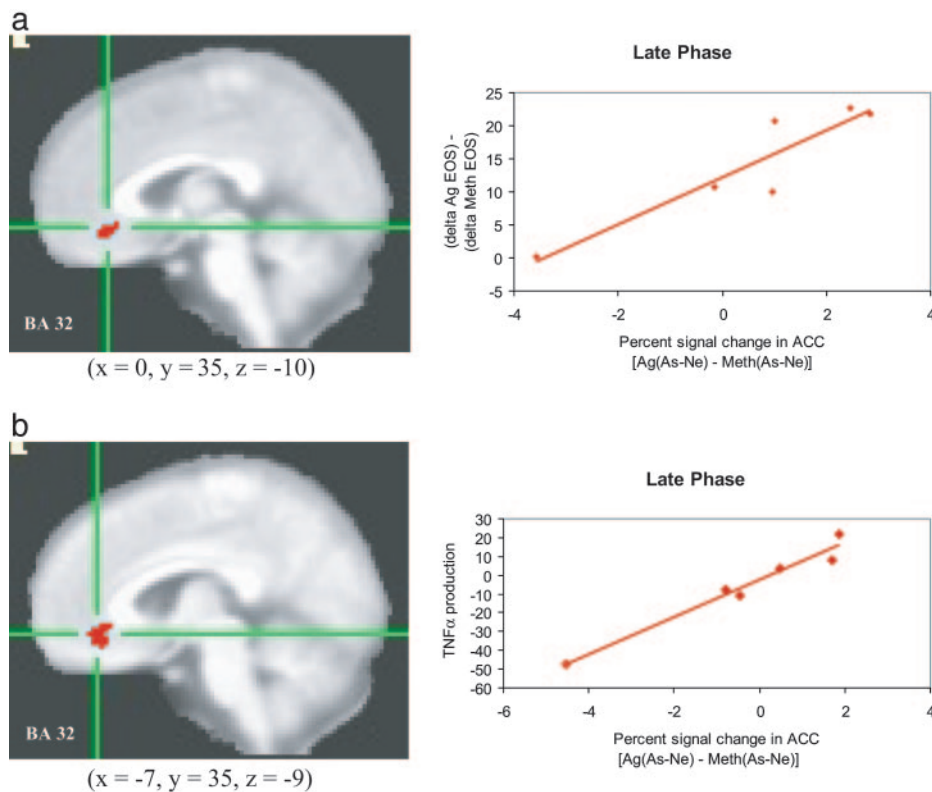 a
BA 32
(x = 0, y = 35, z = -10)
Late Phase
(delta Ag EOS) -
(delta Meth EOS)
25
20
15
10
5
0
-5
-4
-2
0
2
4
Percent signal change in ACC
[Ag(As-Ne) - Meth(As-Ne)]
b
BA 32
(x = -7, y = 35, z = -9)
Late Phase
TNFα production
30
20
10
0
-10
-20
-30
-40
-50
-60
-6
-4
-2
0
2
4
Percent signal change in ACC
[Ag(As-Ne) - Meth(As-Ne)]